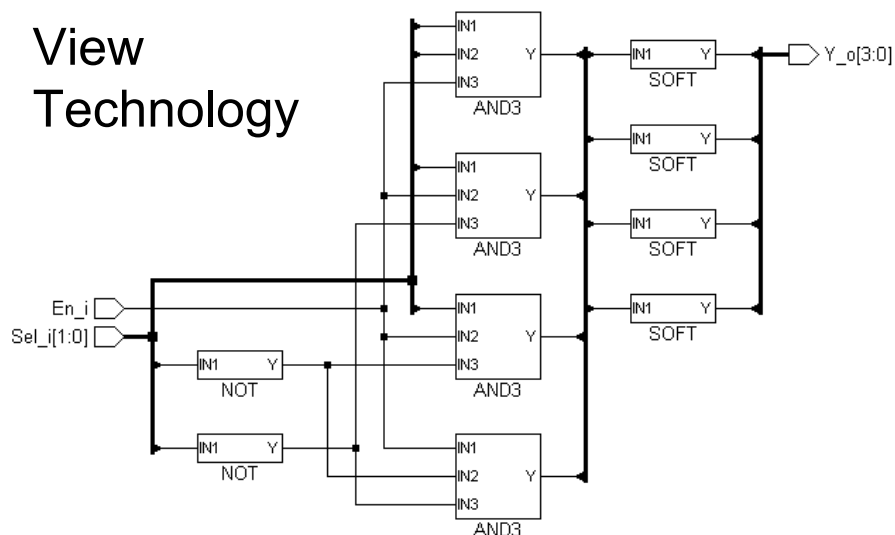 View
Technology
IN1
IN2
IN3
Y
AND3
IN1
Y
SOFT
Y_o[3:0]
IN1
Y
SOFT
IN1
IN2
IN3
Y
AND3
IN1
Y
SOFT
En_i
Sel_i[1:0]
IN1
IN2
IN3
Y
AND3
IN1
Y
SOFT
IN1
Y
NOT
IN1
Y
NOT
IN1
IN2
IN3
Y
AND3